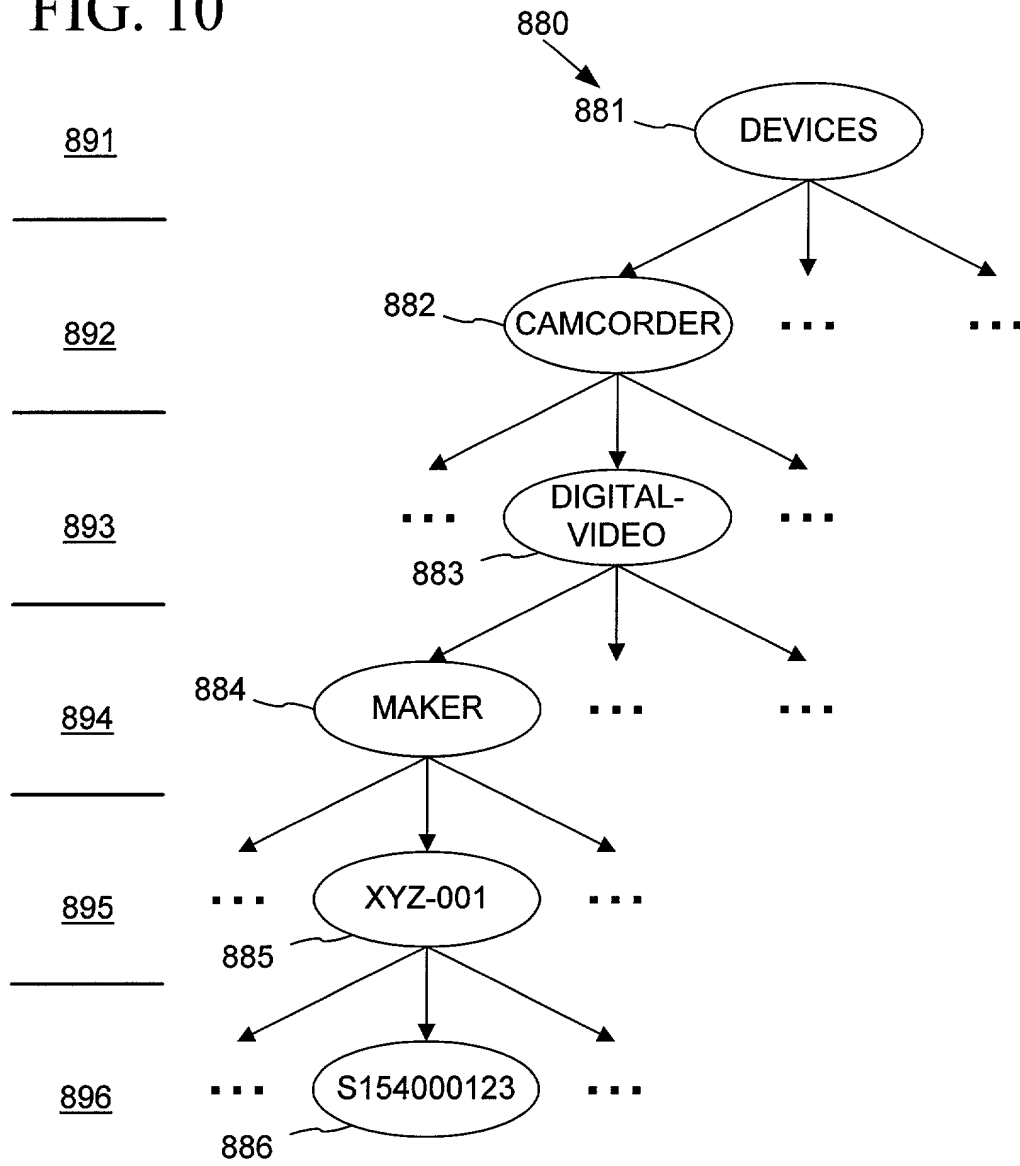 FIG. 10
880
881
DEVICES
891
882
CAMCORDER
... ...
892
... DIGITAL-
VIDEO ...
893
883
884
MAKER
... ...
894
... XYZ-001 ...
895
885
... S154000123 ...
896
886